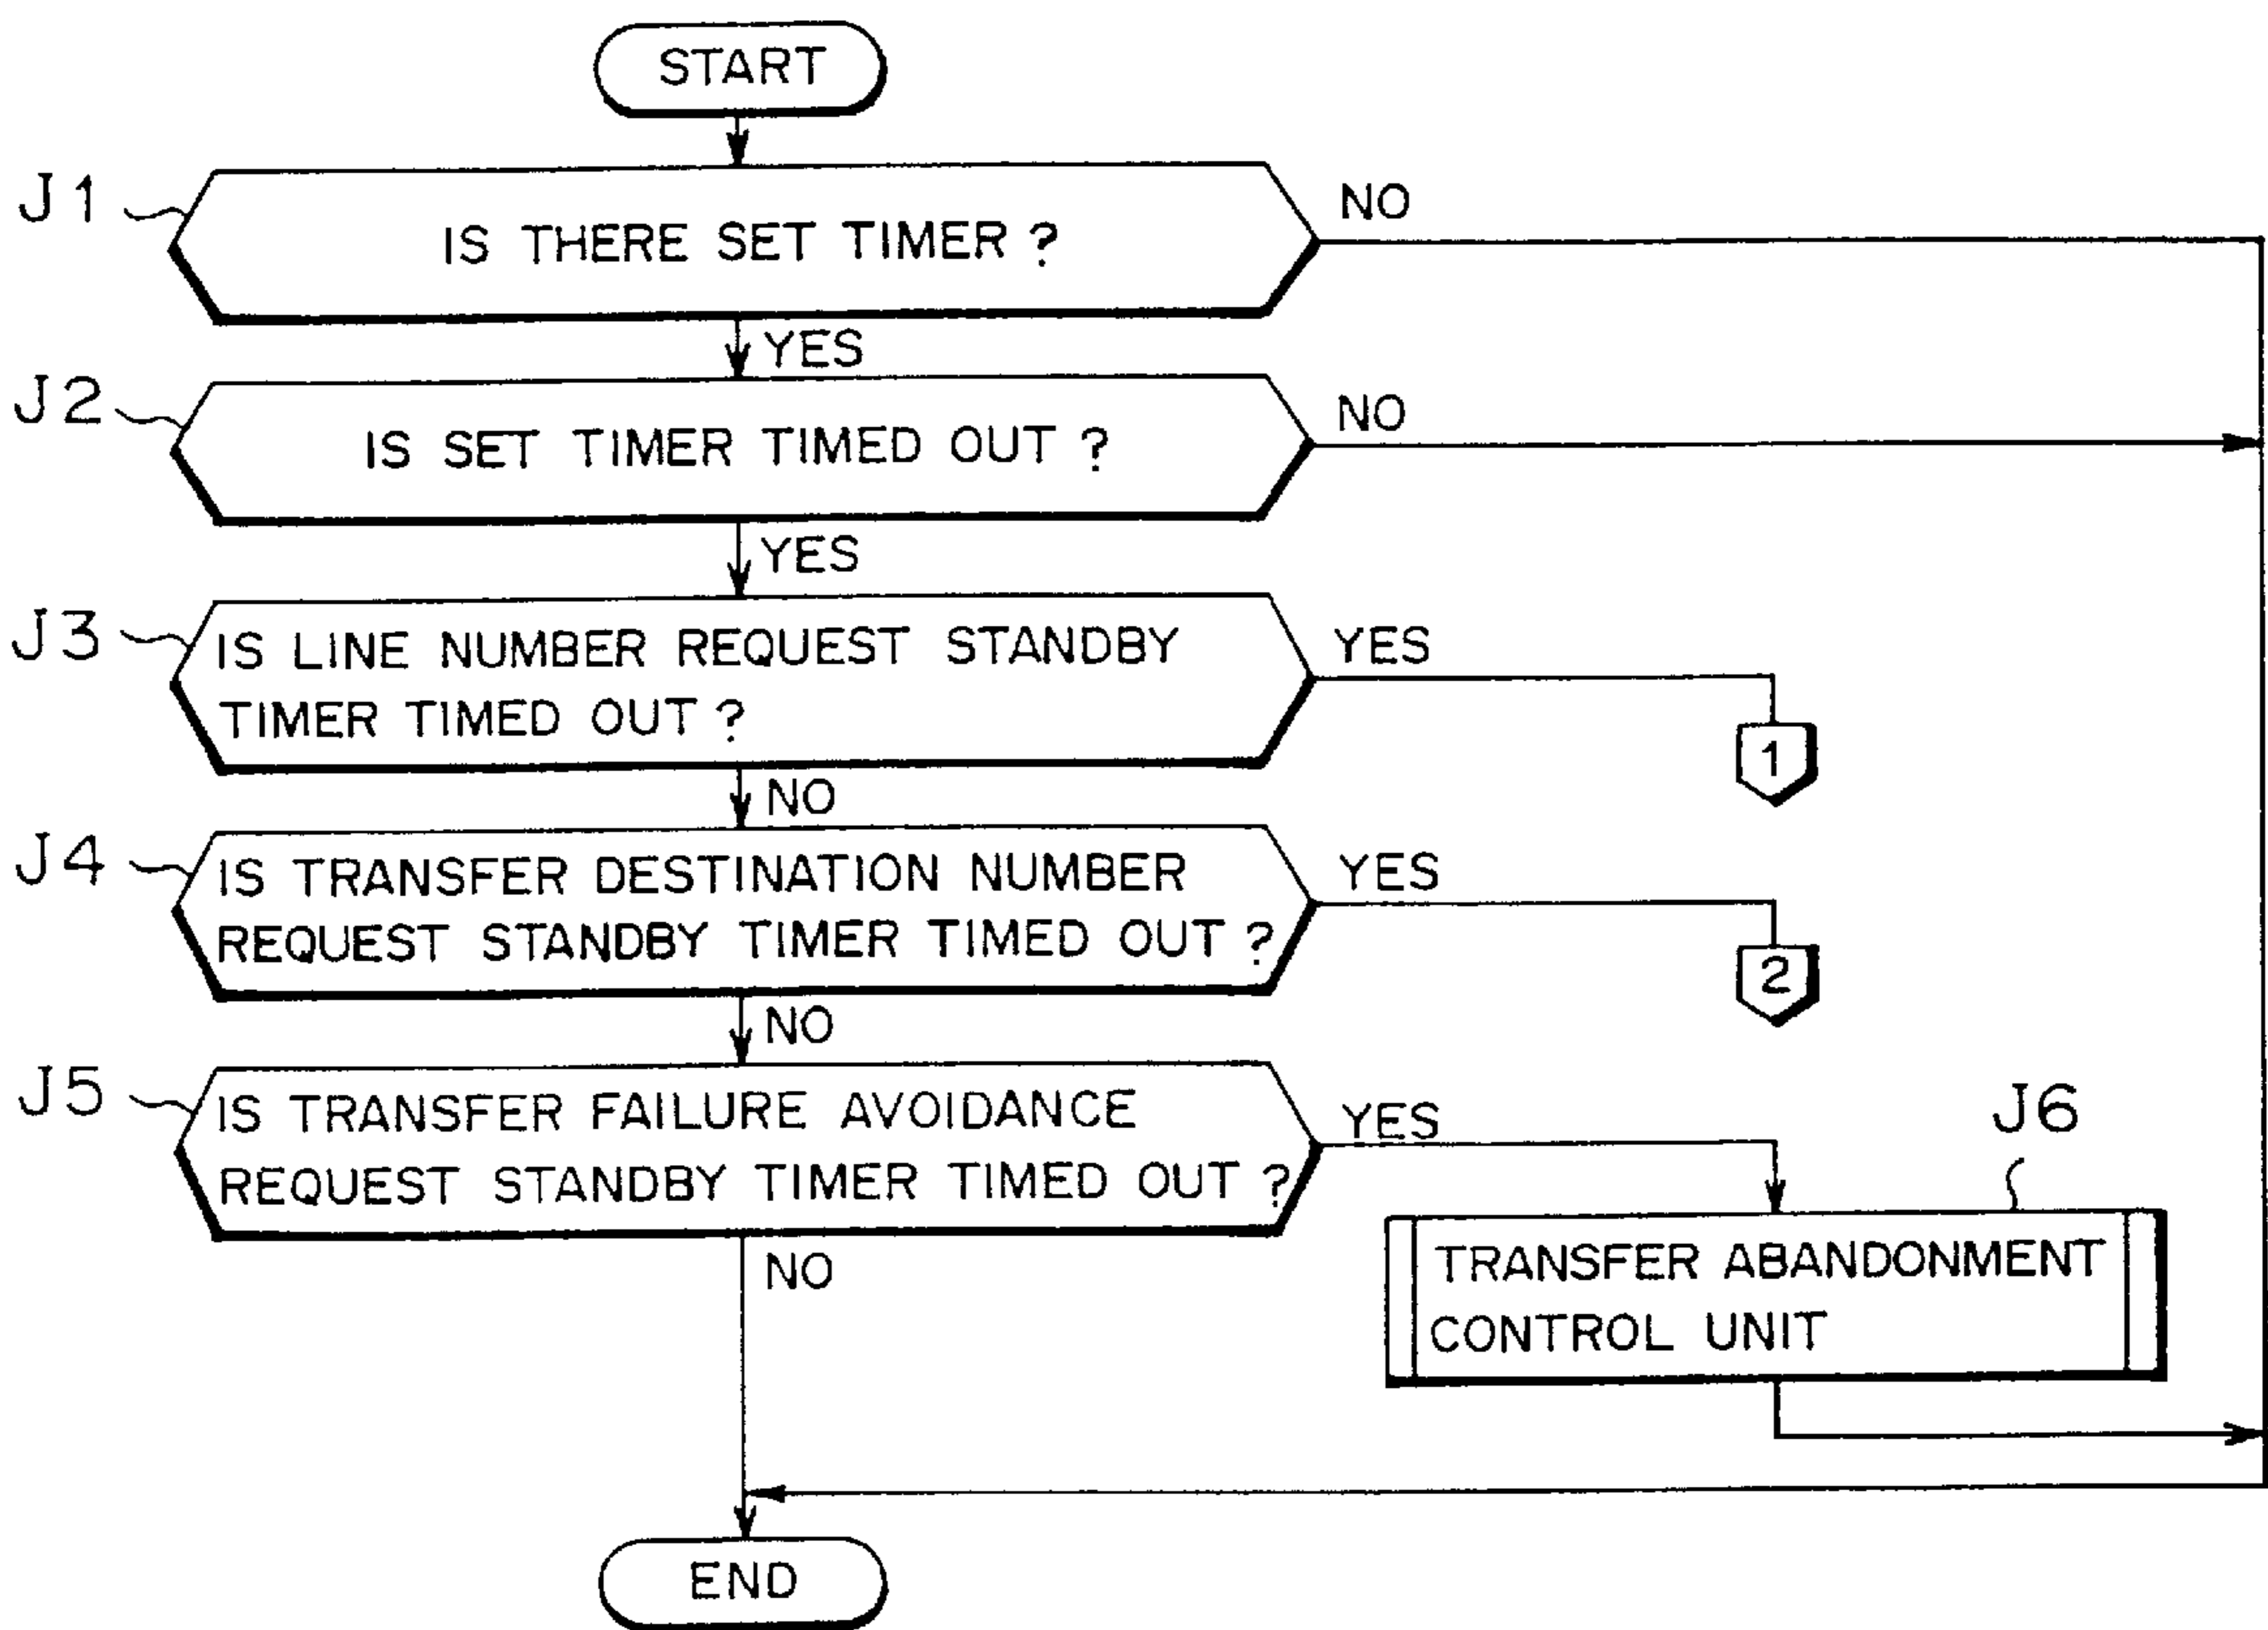 START
J1
IS THERE SET TIMER ?
NO
YES
J2
IS SET TIMER TIMED OUT ?
NO
YES
J3
IS LINE NUMBER REQUEST STANDBY
TIMER TIMED OUT ?
YES
1
NO
J4
IS TRANSFER DESTINATION NUMBER
REQUEST STANDBY TIMER TIMED OUT ?
YES
2
NO
J5
IS TRANSFER FAILURE AVOIDANCE
REQUEST STANDBY TIMER TIMED OUT ?
YES
J6
TRANSFER ABANDONMENT
CONTROL UNIT
NO
END